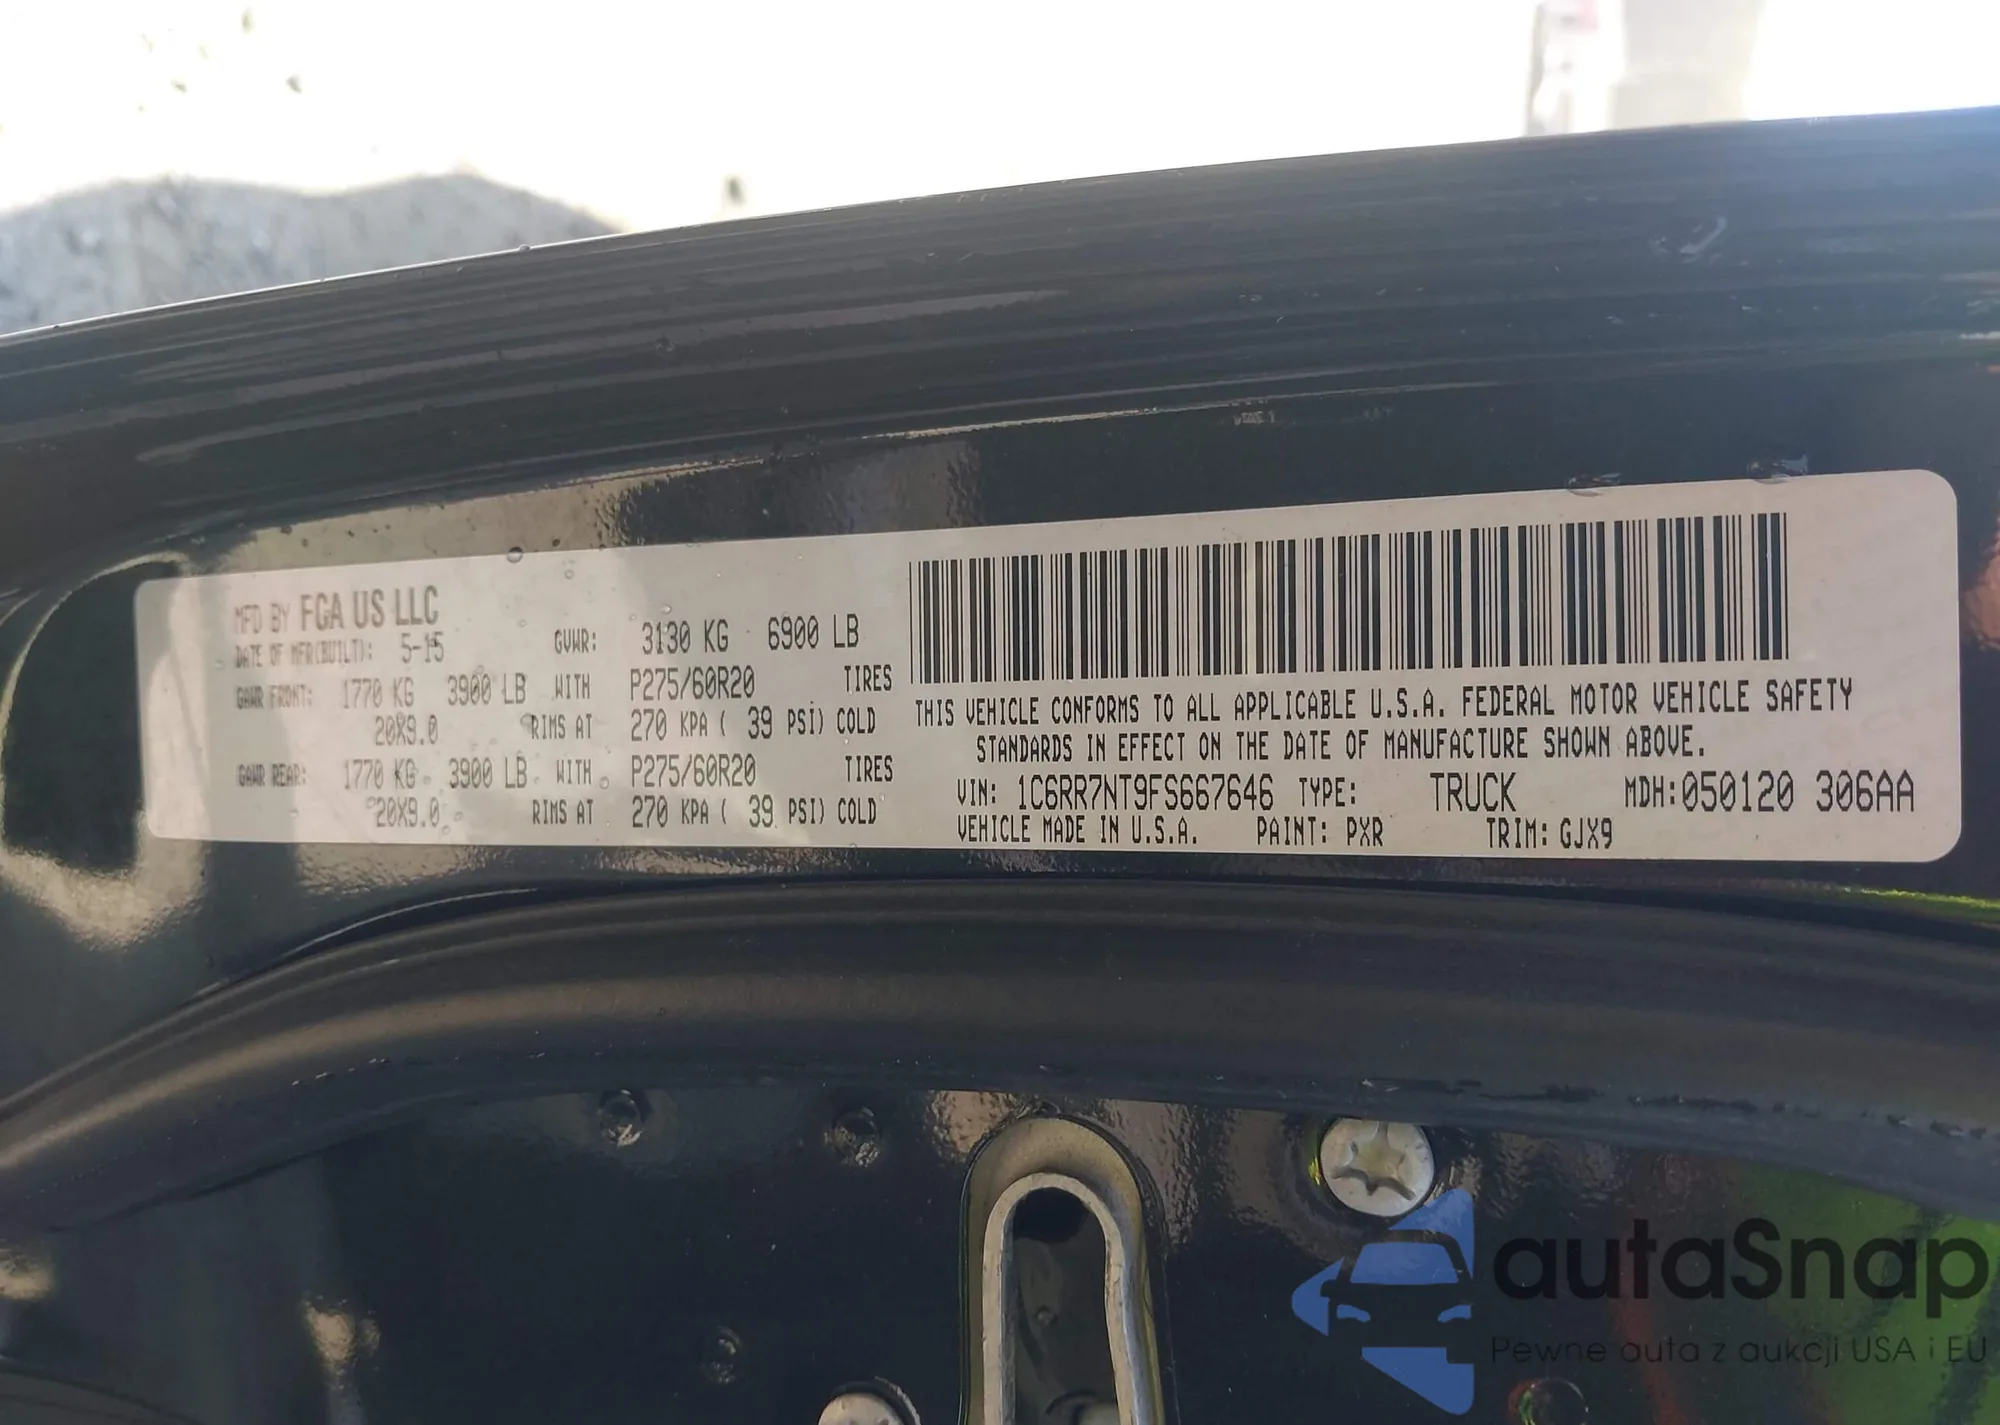 MFD BY FCA US LLC
DATE OF MFR(BUILT): 5-15 GVWR: 3130 KG 6900 LB
GAWR FRONT: 1770 KG 3900 LB WITH P275/60R20 TIRES
20X9.0 RIMS AT 270 KPA ( 39 PSI) COLD
GAWR REAR: 1770 KG 3900 LB WITH P275/60R20 TIRES
20X9.0 RIMS AT 270 KPA ( 39 PSI) COLD
THIS VEHICLE CONFORMS TO ALL APPLICABLE U.S.A. FEDERAL MOTOR VEHICLE SAFETY
STANDARDS IN EFFECT ON THE DATE OF MANUFACTURE SHOWN ABOVE.
VIN: 1C6RR7NT9FS667646 TYPE: TRUCK MDH:050120 306AA
VEHICLE MADE IN U.S.A. PAINT: PXR TRIM:GJX9
autaSnap
Pewne auta z aukcji USA i EU